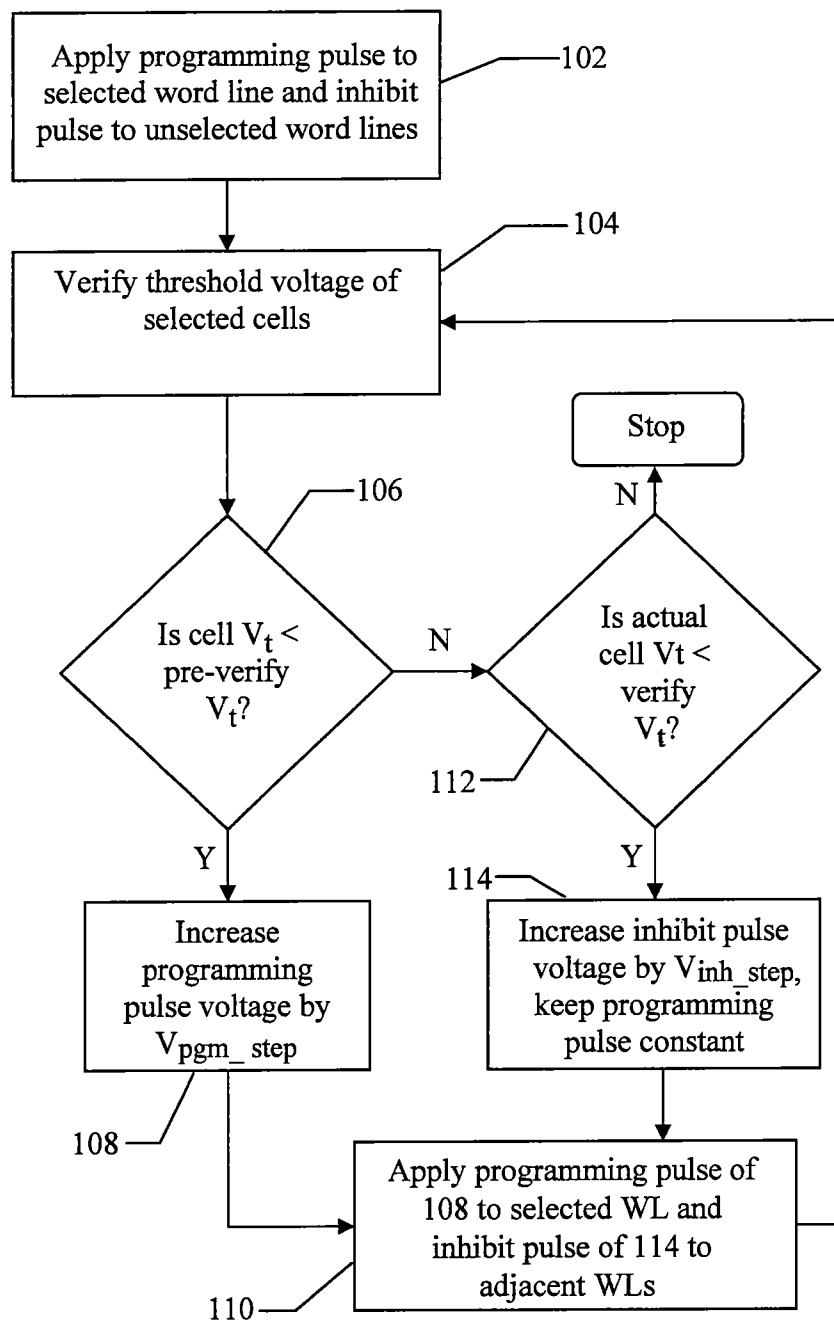 Apply programming pulse to
selected word line and inhibit
pulse to unselected word lines
102
104
Verify threshold voltage of
selected cells
Stop
N
106
Is cell Vt <
pre-verify
Vt?
N
Is actual
cell Vt <
verify
Vt?
112
Y
Y
114
Increase
programming
pulse voltage by
Vpgm_ step
Increase inhibit pulse
voltage by Vinh_step,
keep programming
pulse constant
108
Apply programming pulse of
108 to selected WL and
inhibit pulse of 114 to
adjacent WLs
110